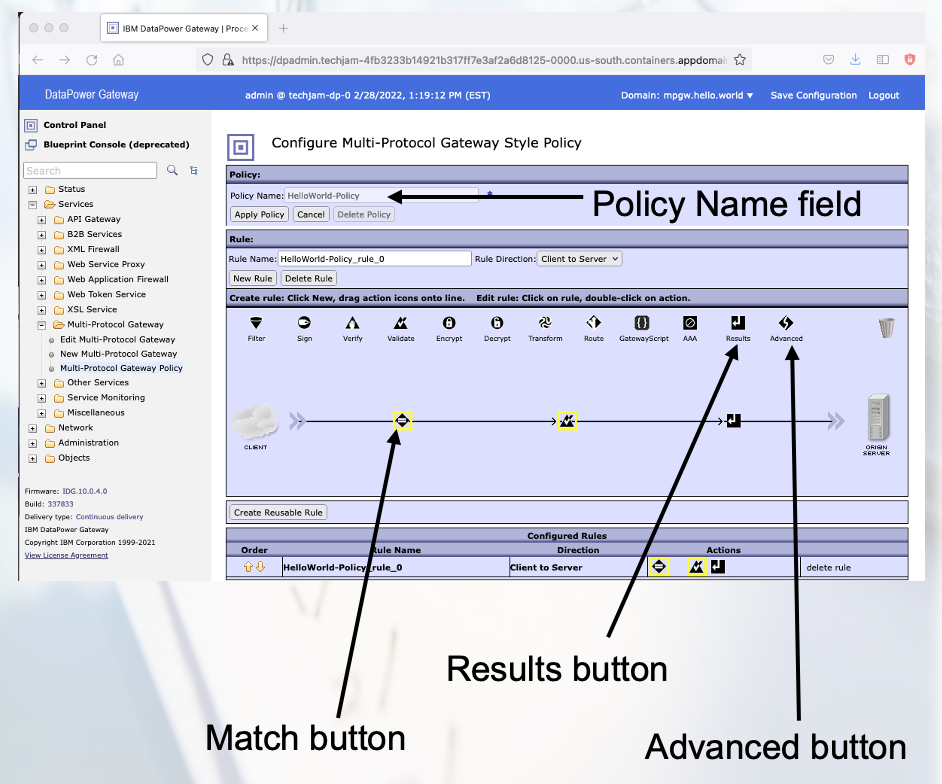 IBM DataPower Gateway | Proce
https://dpadmin.techjam-4fb3233b14921b317ff7e3af2a6d8125-0000.us-south.containers.appdomai
DataPower Gateway
admin @ techjam-dp-0 2/28/2022, 1:19:12 PM (EST)
Domain: mpgw.hello.world
Save Configuration
Logout
Control Panel
Blueprint Console (deprecated)
Search
Status
Services
API Gateway
B2B Services
XML Firewall
Web Service Proxy
Web Application Firewall
Web Token Service
XSL Service
Multi-Protocol Gateway
Edit Multi-Protocol Gateway
New Multi-Protocol Gateway
Multi-Protocol Gateway Policy
Other Services
Service Monitoring
Miscellaneous
Network
Administration
Objects
Firmware: IDG.10.0.4.0
Build: 337833
Delivery type: Continuous delivery
IBM DataPower Gateway
Copyright IBM Corporation 1999-2021
View License Agreement
Configure Multi-Protocol Gateway Style Policy
Policy:
Policy Name: HelloWorld-Policy *
Policy Name field
Apply Policy Cancel Delete Policy
Rule:
Rule Name: HelloWorld-Policy_rule_0 Rule Direction: Client to Server
New Rule Delete Rule
Create rule: Click New, drag action icons onto line. Edit rule: Click on rule, double-click on action.
Filter Sign Verify Validate Encrypt Decrypt Transform Route GatewayScript AAA Results Advanced
CLIENT
ORIGIN
SERVER
Create Reusable Rule
Configured Rules
Order Rule Name Direction Actions
HelloWorld-Policy_rule_0 Client to Server delete rule
Results button
Match button
Advanced button